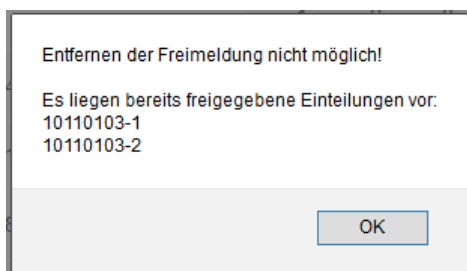 Entfernen der Freimeldung nicht möglich!
Es liegen bereits freigegebene Einteilungen vor:
10110103-1
10110103-2
OK